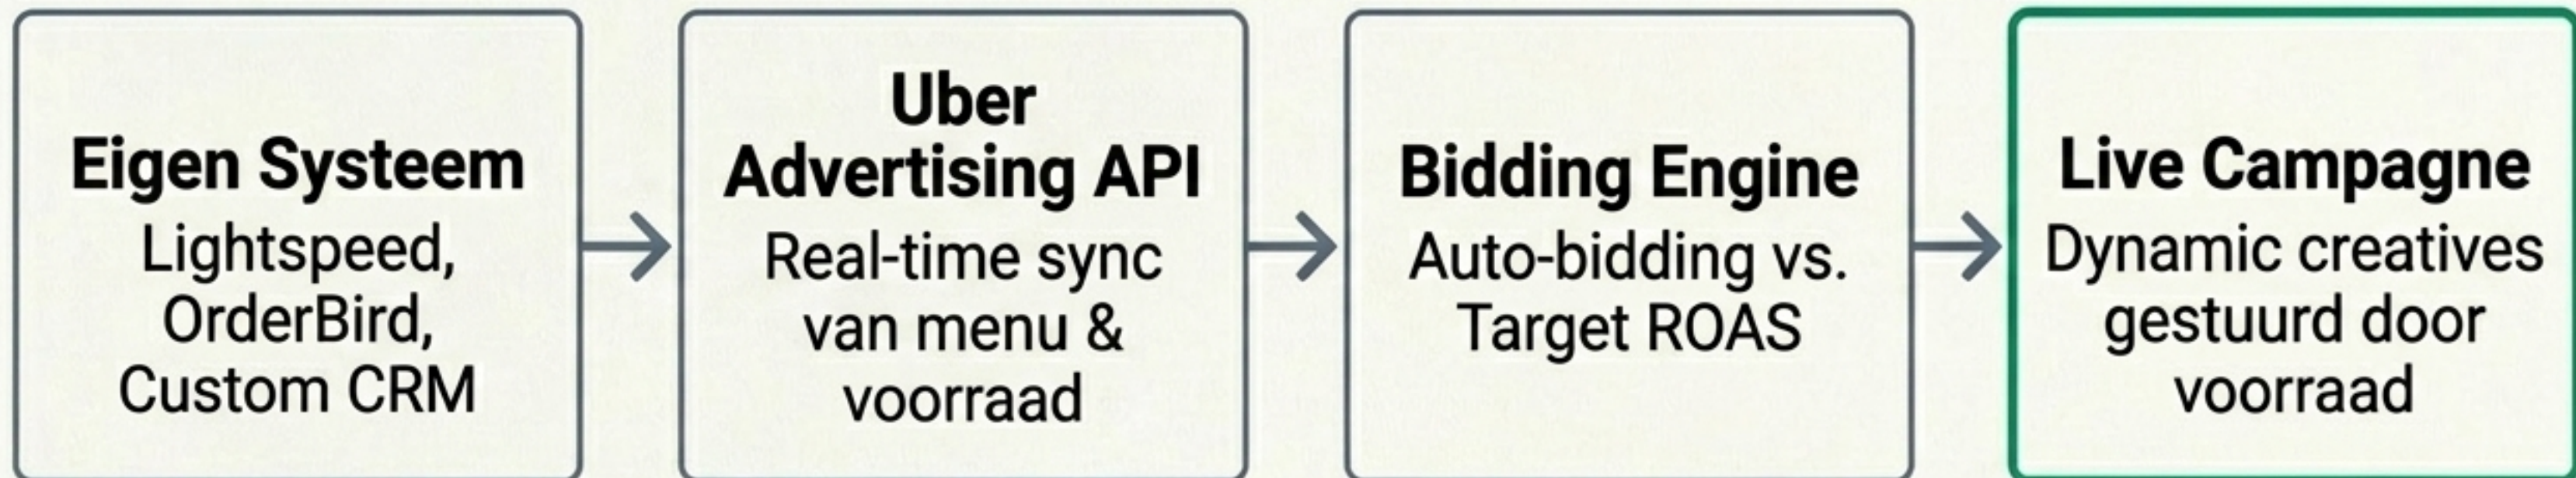 Eigen Systeem
Lightspeed,
OrderBird,
Custom CRM
Uber
Advertising API
Real-time sync
van menu &
voorraad
Bidding Engine
Auto-bidding vs.
Target ROAS
Live Campagne
Dynamic creatives
gestuurd door
voorraad